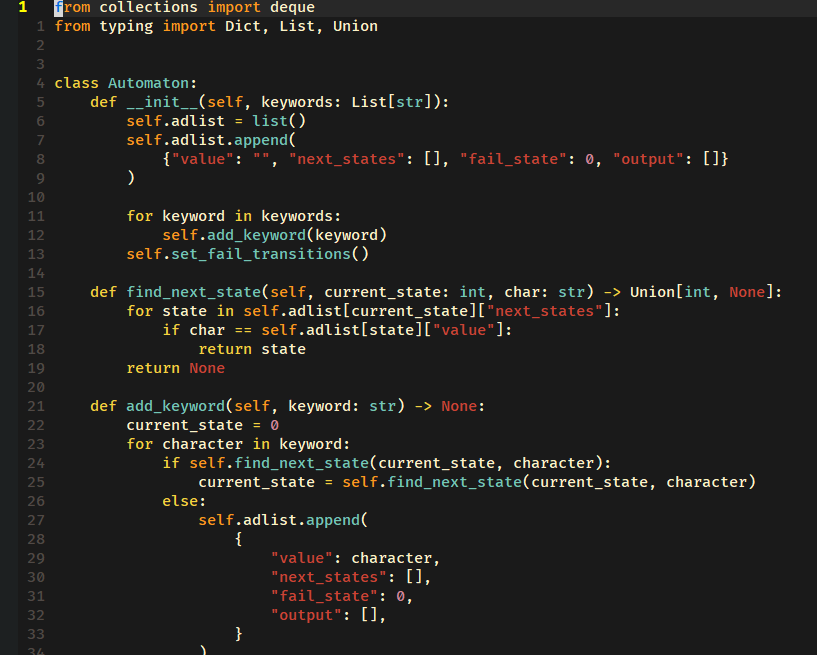 1 from collections import deque
1 from typing import Dict, List, Union
2
3
4 class Automaton:
5     def __init__(self, keywords: List[str]):
6         self.adlist = list()
7         self.adlist.append(
8             {"value": "", "next_states": [], "fail_state": 0, "output": []}
9         )
10
11         for keyword in keywords:
12             self.add_keyword(keyword)
13         self.set_fail_transitions()
14
15     def find_next_state(self, current_state: int, char: str) -> Union[int, None]:
16         for state in self.adlist[current_state]["next_states"]:
17             if char == self.adlist[state]["value"]:
18                 return state
19         return None
20
21     def add_keyword(self, keyword: str) -> None:
22         current_state = 0
23         for character in keyword:
24             if self.find_next_state(current_state, character):
25                 current_state = self.find_next_state(current_state, character)
26             else:
27                 self.adlist.append(
28                     {
29                         "value": character,
30                         "next_states": [],
31                         "fail_state": 0,
32                         "output": [],
33                     }
34                 )